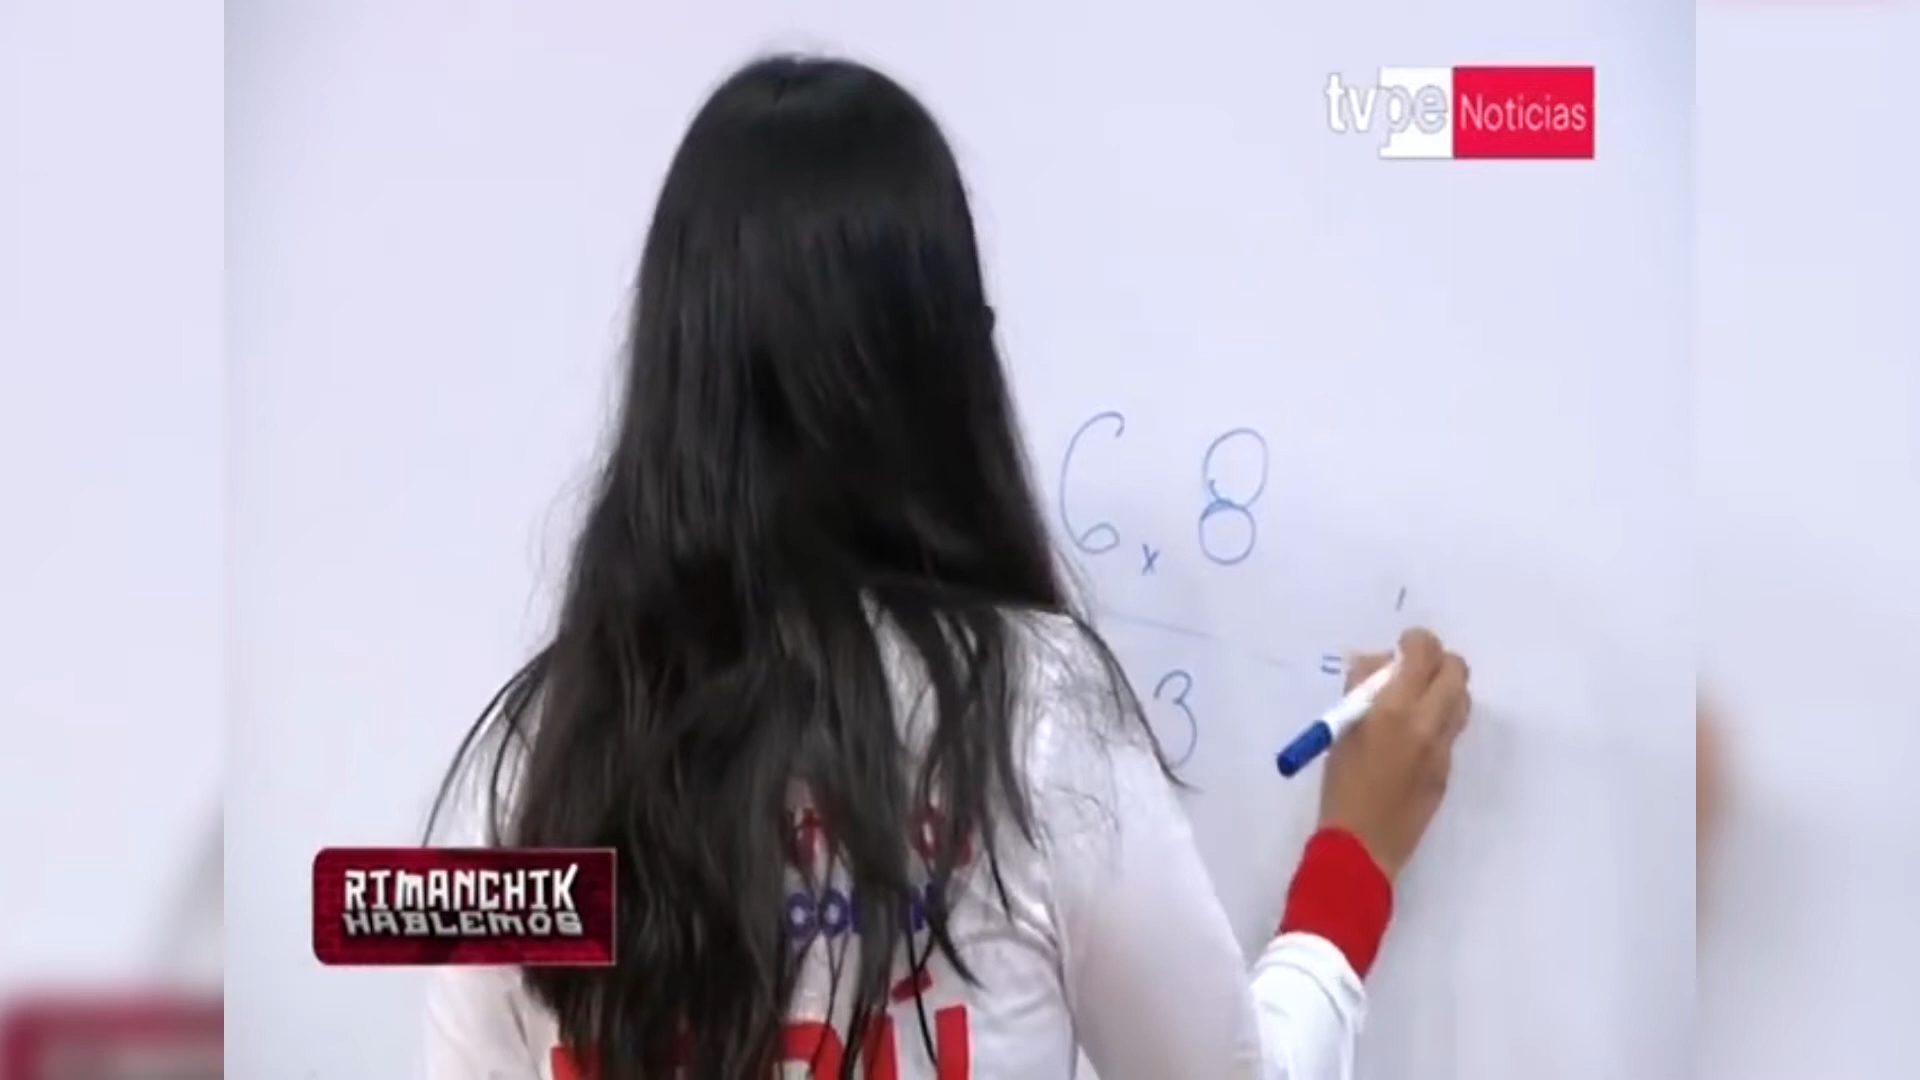 tvpe Noticias
6 x 8
=
3
RIMANCHIK
HABLEMOS